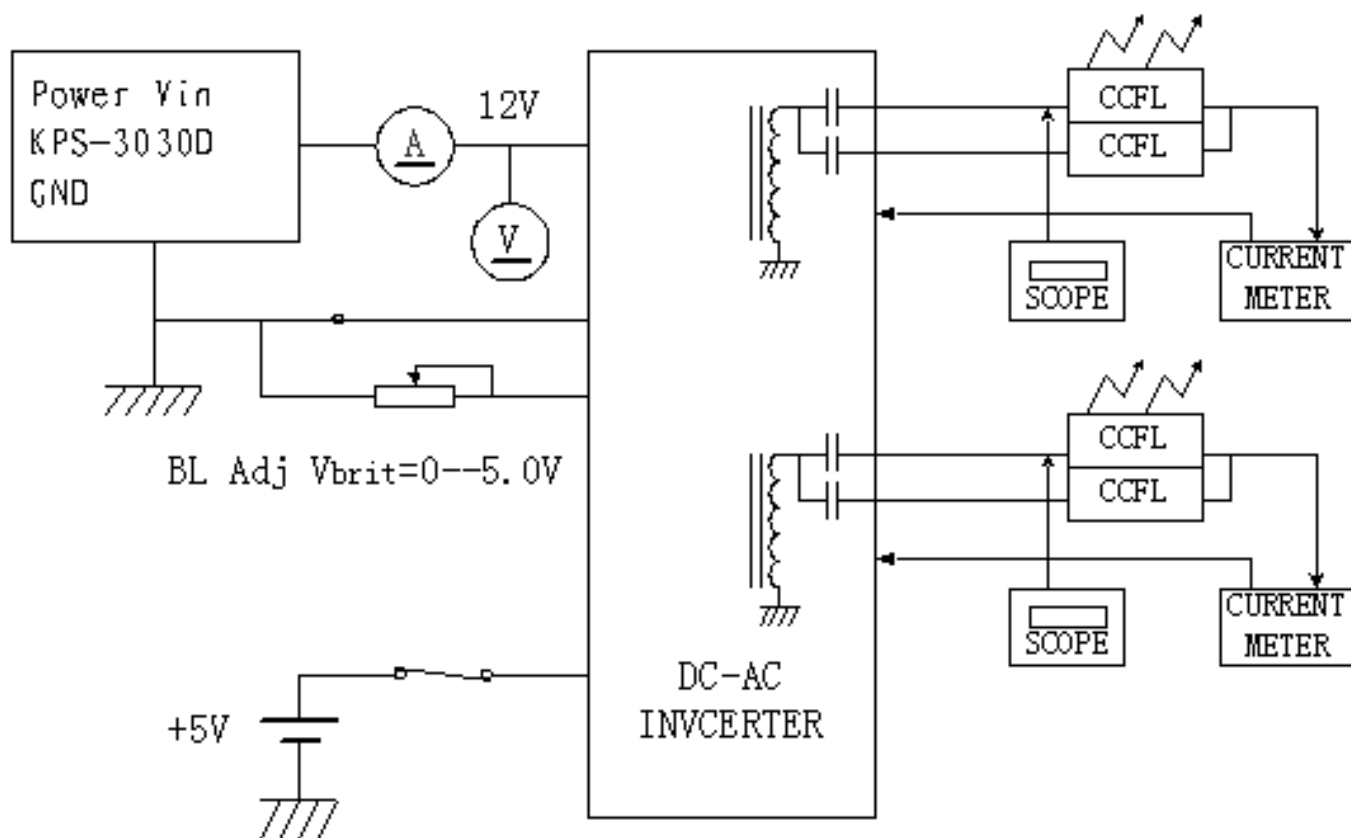 Power Vin
KPS-3030D
GND
A
12V
V
BL Adj Vbrit=0--5.0V
+5V
DC-AC
INVCERTER
CCFL
CCFL
SCOPE
CURRENT
METER
CCFL
CCFL
SCOPE
CURRENT
METER